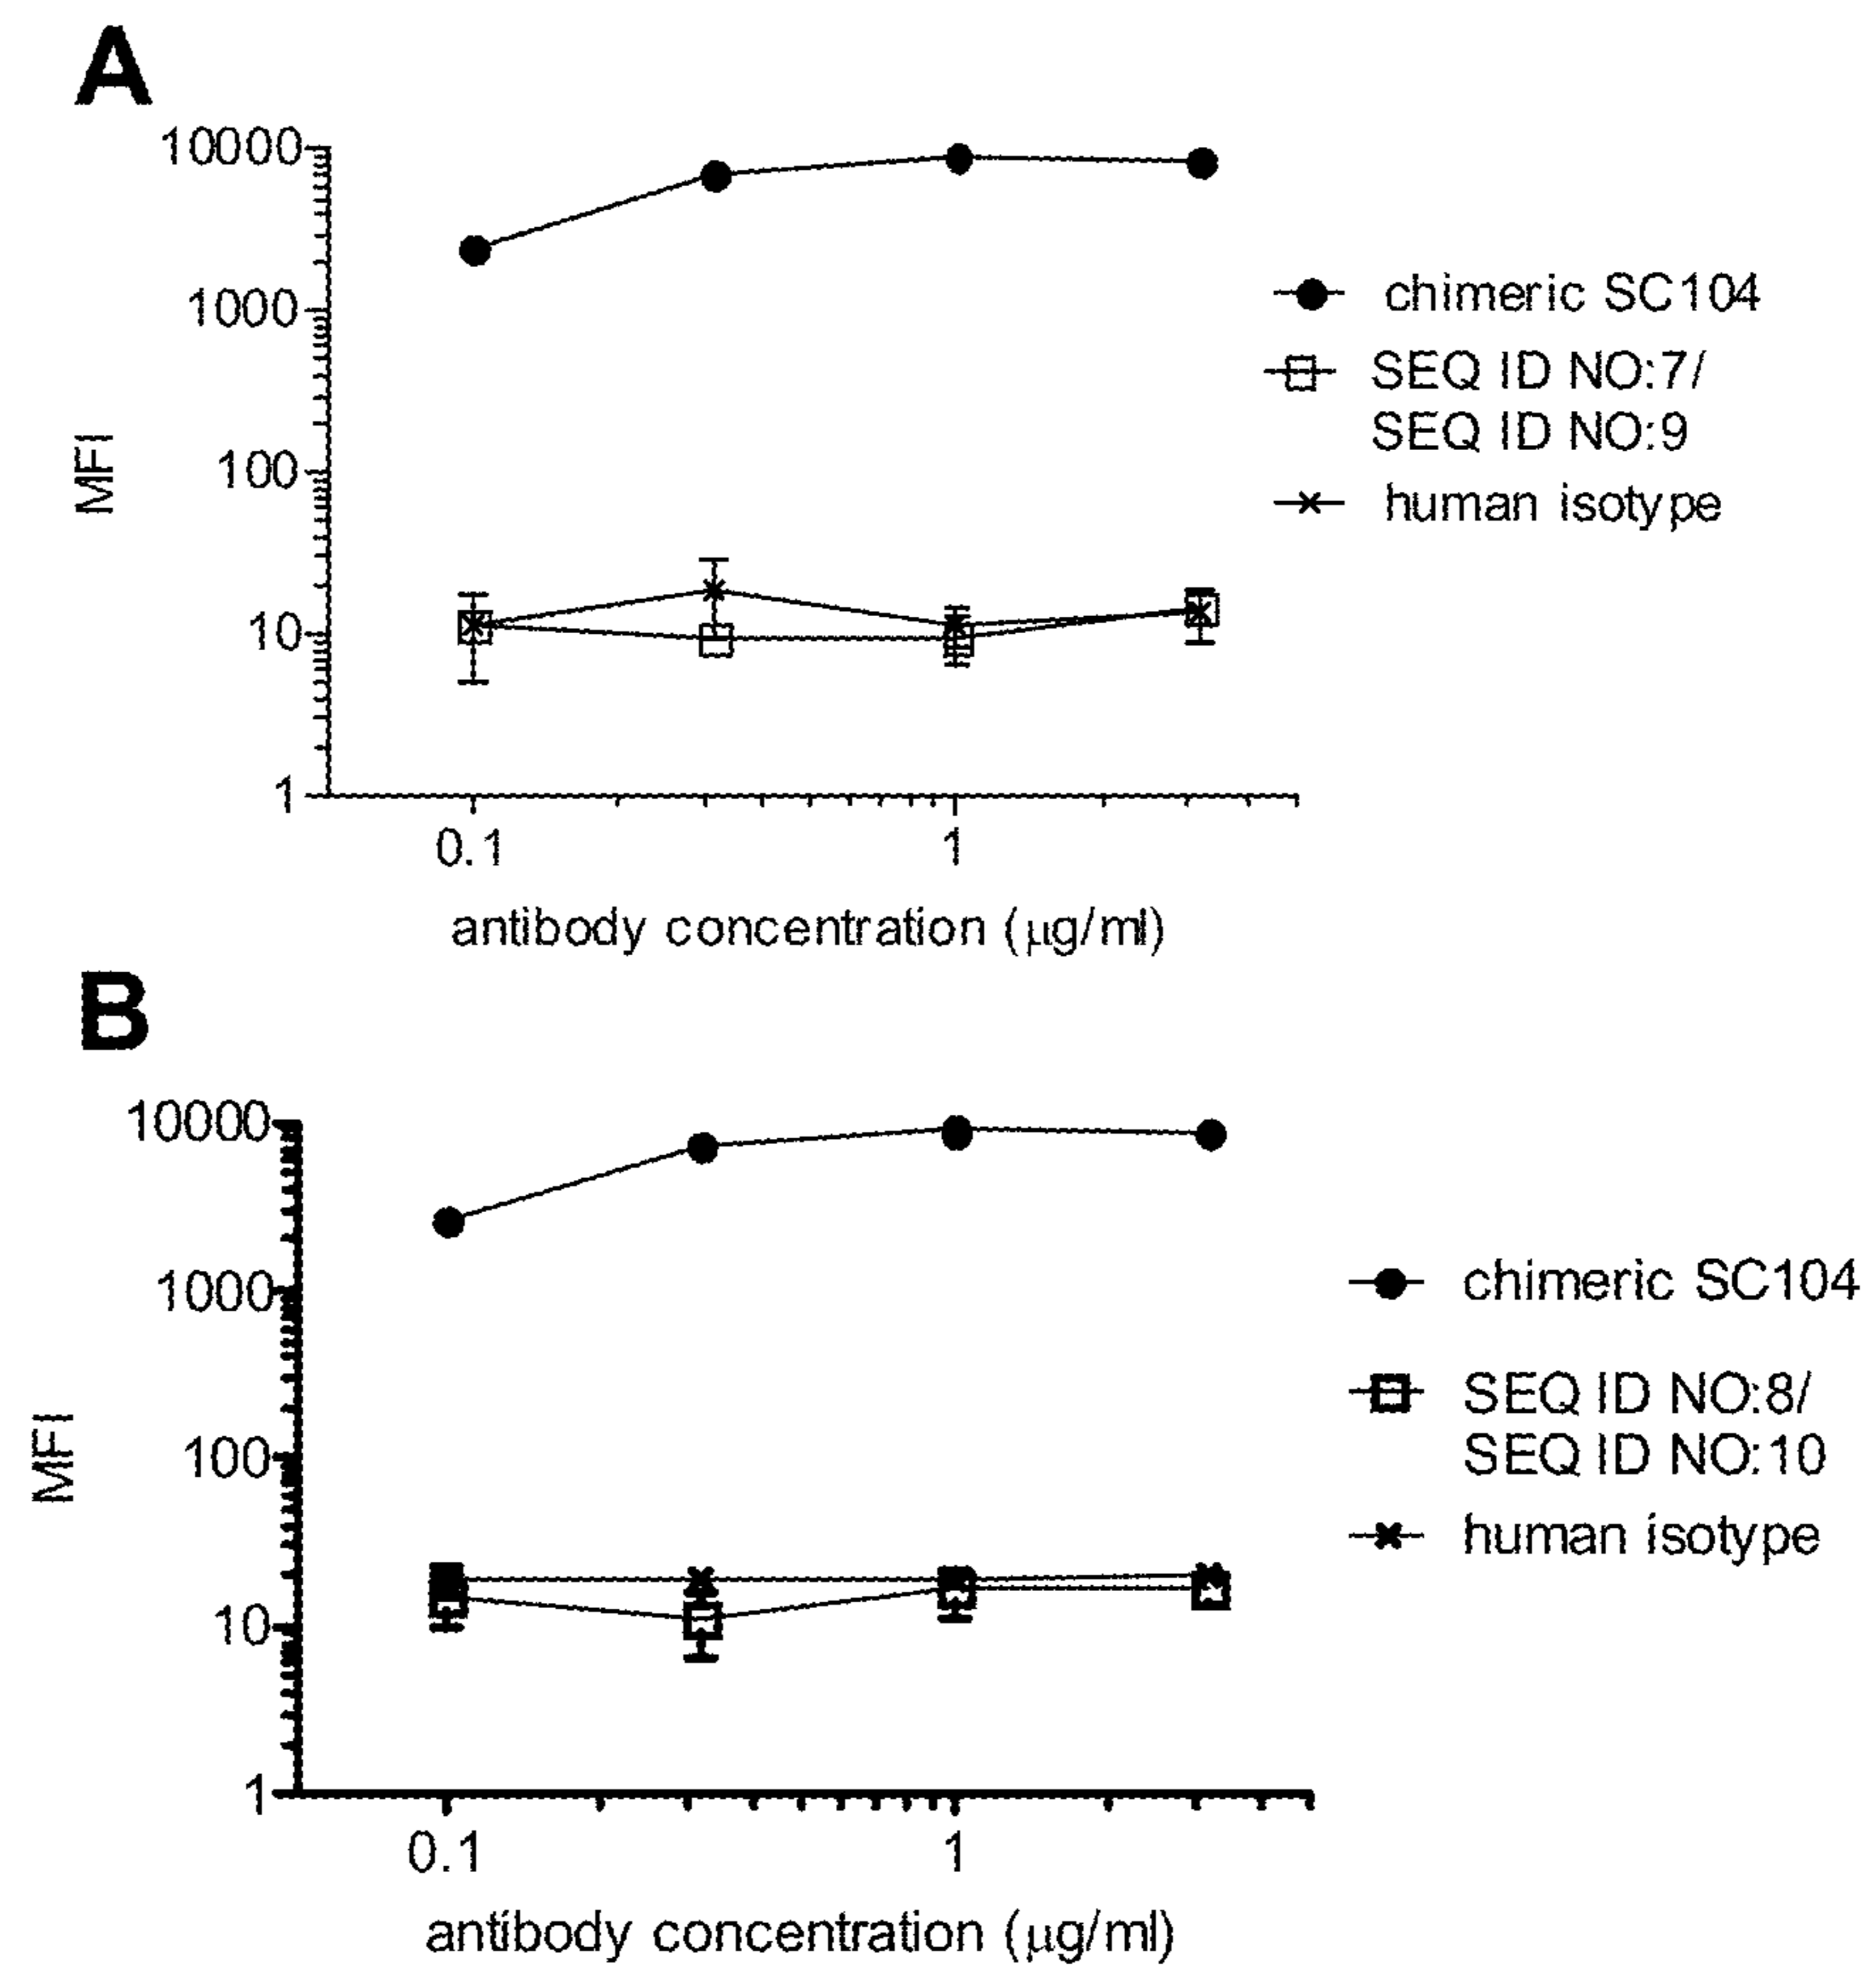 A
10000
1000
100
10
1
MFI
0.1
1
antibody concentration (μg/ml)
chimeric SC104
SEQ ID NO:7/
SEQ ID NO:9
human isotype
B
10000
1000
100
10
1
MFI
0.1
1
antibody concentration (μg/ml)
chimeric SC104
SEQ ID NO:8/
SEQ ID NO:10
human isotype